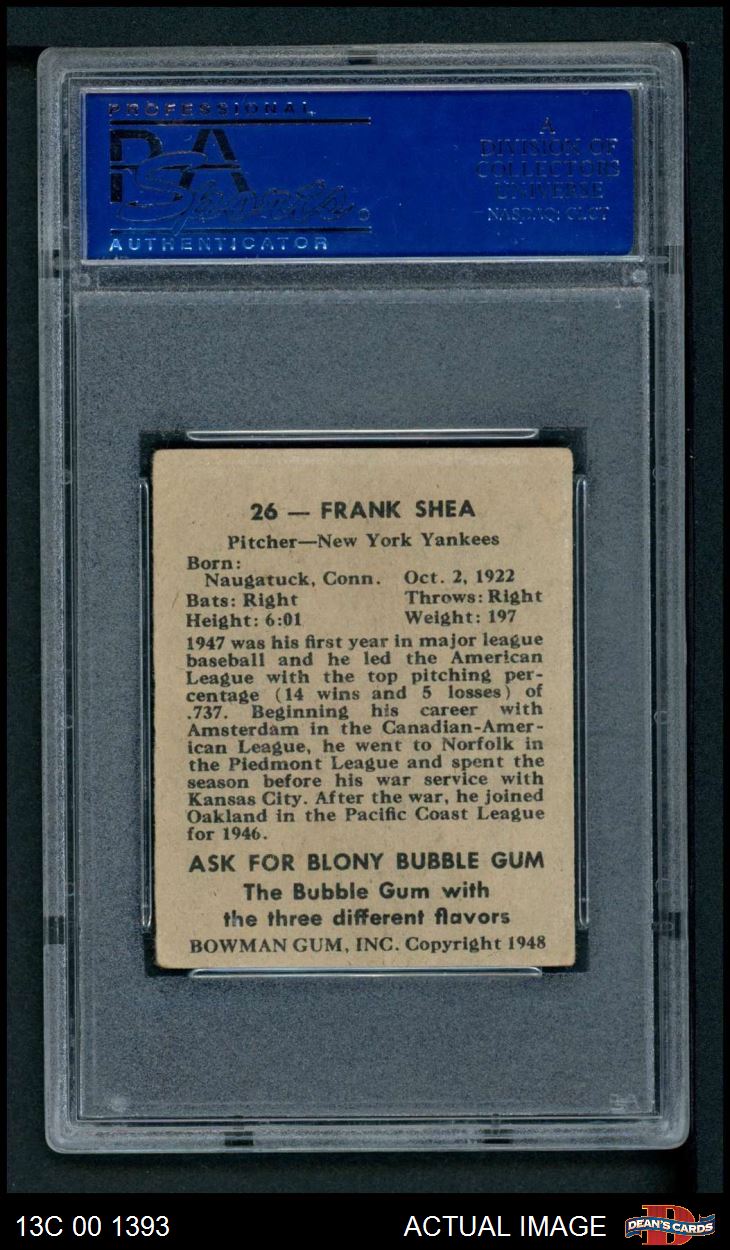 PROFESSIONAL
PSA
Sports
AUTHENTICATOR
A
DIVISION OF
COLLECTORS
UNIVERSE
NASDAQ: CLCT
26 — FRANK SHEA
Pitcher—New York Yankees
Born:
Naugatuck, Conn. Oct. 2, 1922
Bats: Right Throws: Right
Height: 6:01 Weight: 197
1947 was his first year in major league
baseball and he led the American
League with the top pitching per-
centage (14 wins and 5 losses) of
.737. Beginning his career with
Amsterdam in the Canadian-Amer-
ican League, he went to Norfolk in
the Piedmont League and spent the
season before his war service with
Kansas City. After the war, he joined
Oakland in the Pacific Coast League
for 1946.
ASK FOR BLONY BUBBLE GUM
The Bubble Gum with
the three different flavors
BOWMAN GUM, INC. Copyright 1948
13C 00 1393 ACTUAL IMAGE
DEAN'S CARDS